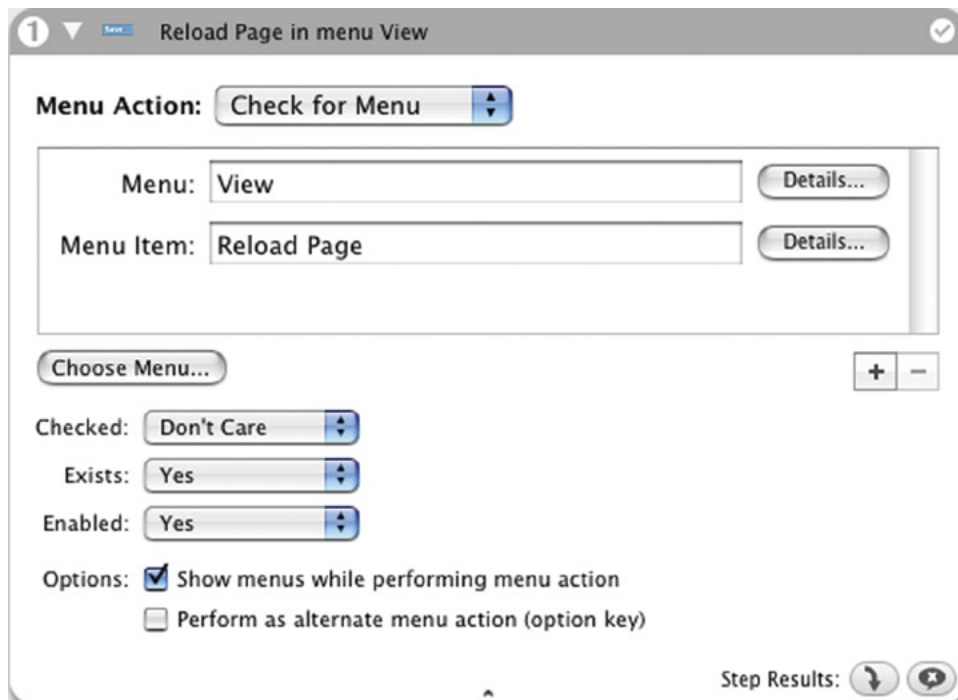 1 Save... Reload Page in menu View
Menu Action: Check for Menu
Menu: View Details...
Menu Item: Reload Page Details...
Choose Menu... + −
Checked: Don't Care
Exists: Yes
Enabled: Yes
Options: Show menus while performing menu action
Perform as alternate menu action (option key)
Step Results: